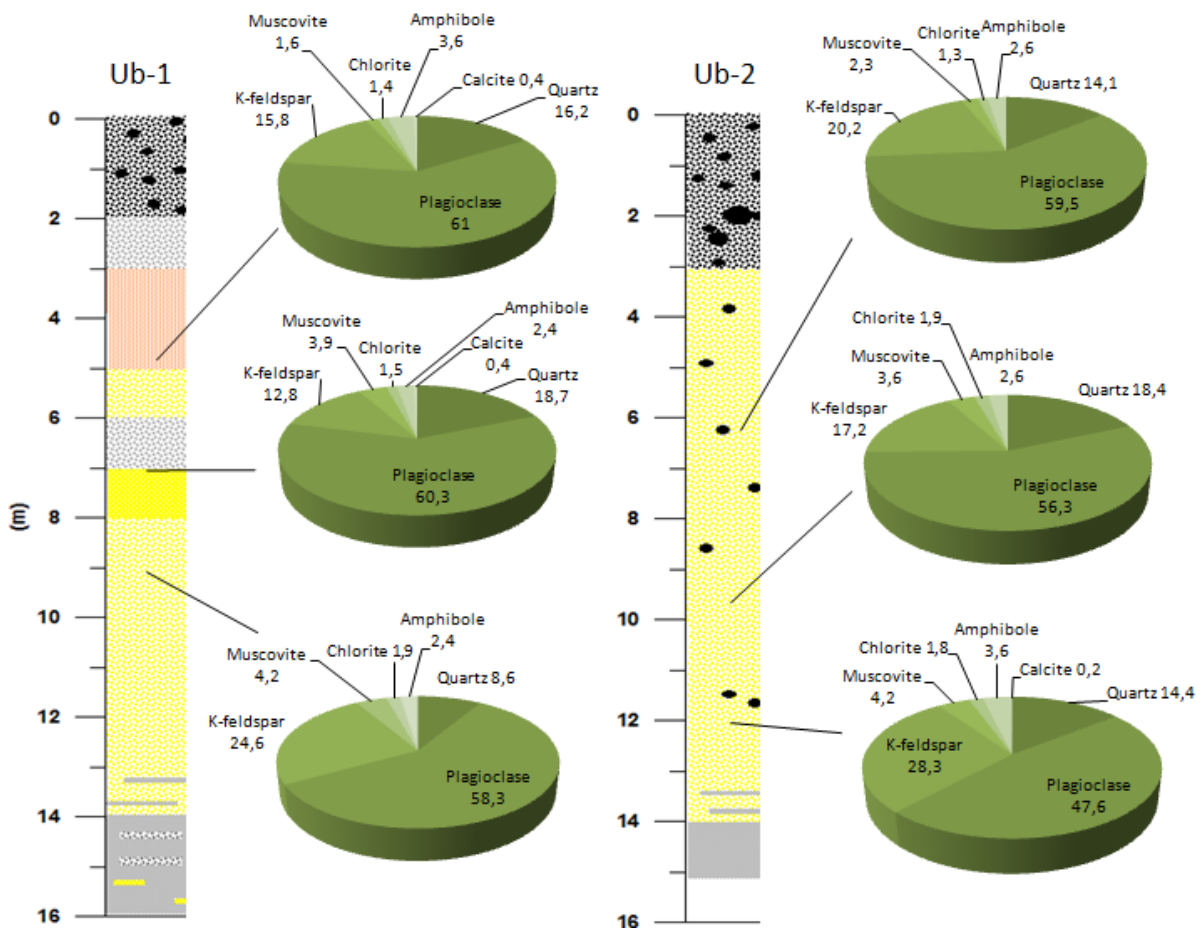 Ub-1
0
2
4
6
8
10
12
14
16
(m)
Muscovite
1,6
Amphibole
3,6
Chlorite
1,4
Calcite 0,4
Quartz
16,2
K-feldspar
15,8
Plagioclase
61
Muscovite
3,9
Chlorite
1,5
Amphibole
2,4
Calcite
0,4
Quartz
18,7
K-feldspar
12,8
Plagioclase
60,3
Muscovite
4,2
Chlorite 1,9
Amphibole
2,4
Quartz 8,6
K-feldspar
24,6
Plagioclase
58,3
Ub-2
0
2
4
6
8
10
12
14
16
Muscovite
2,3
Chlorite
1,3
Amphibole
2,6
Quartz 14,1
K-feldspar
20,2
Plagioclase
59,5
Chlorite 1,9
Muscovite
3,6
Amphibole
2,6
Quartz 18,4
K-feldspar
17,2
Plagioclase
56,3
Chlorite 1,8
Muscovite
4,2
Amphibole
3,6
Calcite 0,2
Quartz 14,4
K-feldspar
28,3
Plagioclase
47,6